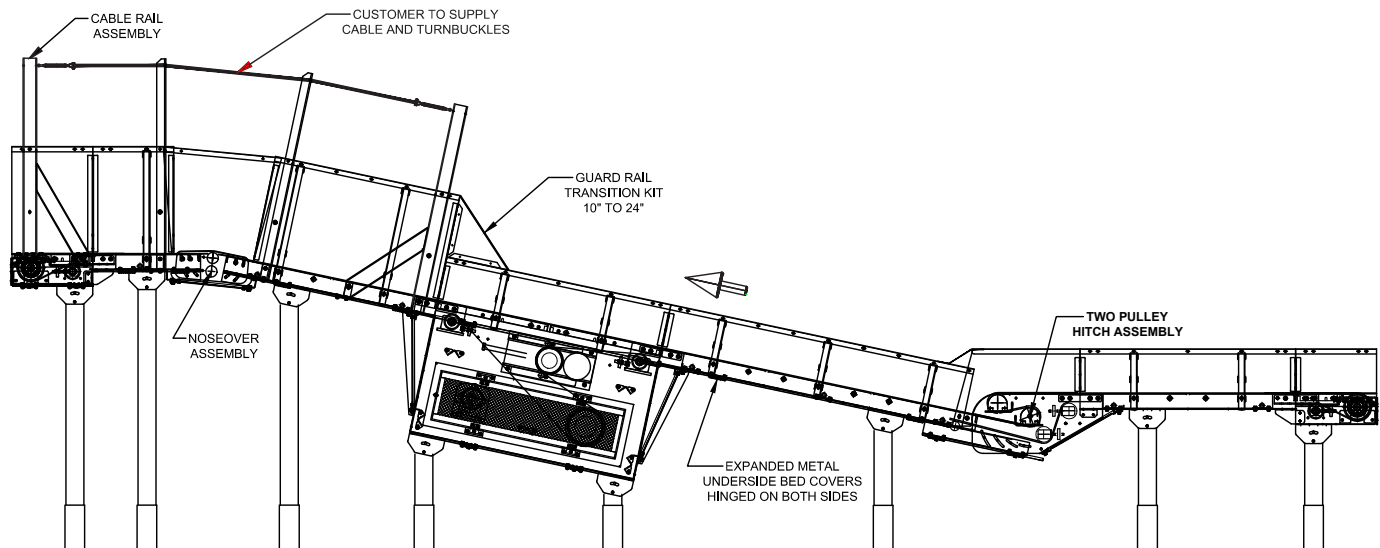 CABLE RAIL
ASSEMBLY
CUSTOMER TO SUPPLY
CABLE AND TURNBUCKLES
GUARD RAIL
TRANSITION KIT
10" TO 24"
NOSEOVER
ASSEMBLY
TWO PULLEY
HITCH ASSEMBLY
EXPANDED METAL
UNDERSIDE BED COVERS
HINGED ON BOTH SIDES